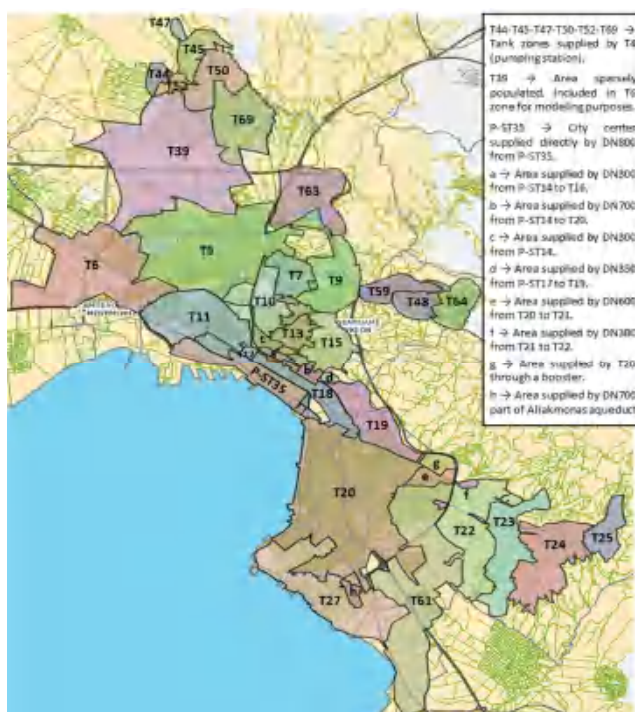 T44-T45-T47-T50-T52-T69 →
Tank zones supplied by T4
(pumping station).
T39 → Area sparsely
populated. Included in T6
zone for modeling purposes.
P-ST35 → City center
supplied directly by DN800
from P-ST35.
a → Area supplied by DN300
from P-ST14 to T16.
b → Area supplied by DN700
from P-ST14 to T20.
c → Area supplied by DN300
from P-ST14.
d → Area supplied by DN350
from P-ST17 to T19.
e → Area supplied by DN600
from T20 to T21.
f → Area supplied by DN300
from T21 to T22.
g → Area supplied by T20
through a booster.
h → Area supplied by DN700
part of Aliakmonas aqueduct
T47
T45
T44
T50
T52
T69
T39
T63
T6
T7
T9
T59
T48
T64
T10
T11
T13
T15
c
b
d
P-ST35
T18
T19
g
e
f
T20
T22
T23
T24
T25
T27
h
T61